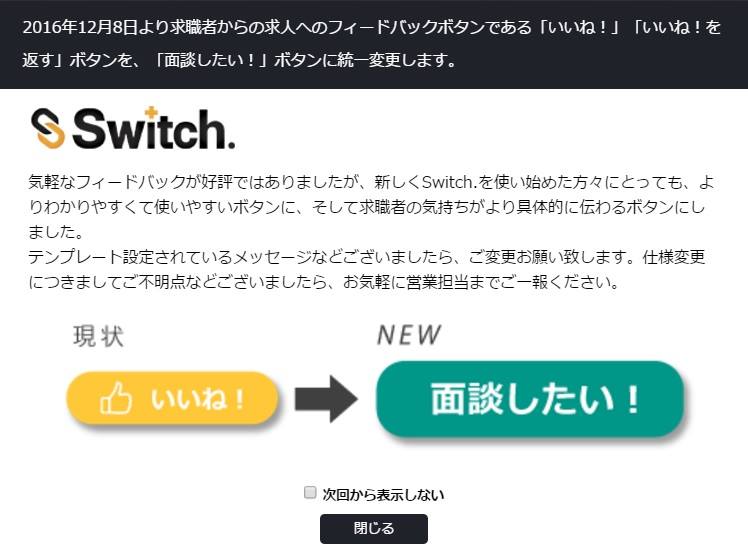 2016年12月8日より求職者からの求人へのフィードバックボタンである「いいね！」「いいね！を
返す」ボタンを、「面談したい！」ボタンに統一変更します。
Switch.
気軽なフィードバックが好評ではありましたが、新しくSwitch.を使い始めた方々にとっても、よ
りわかりやすくて使いやすいボタンに、そして求職者の気持ちがより具体的に伝わるボタンにし
ました。
テンプレート設定されているメッセージなどございましたら、ご変更お願い致します。仕様変更
につきましてご不明点などございましたら、お気軽に営業担当までご一報ください。
現状
NEW
いいね！
面談したい！
次回から表示しない
閉じる